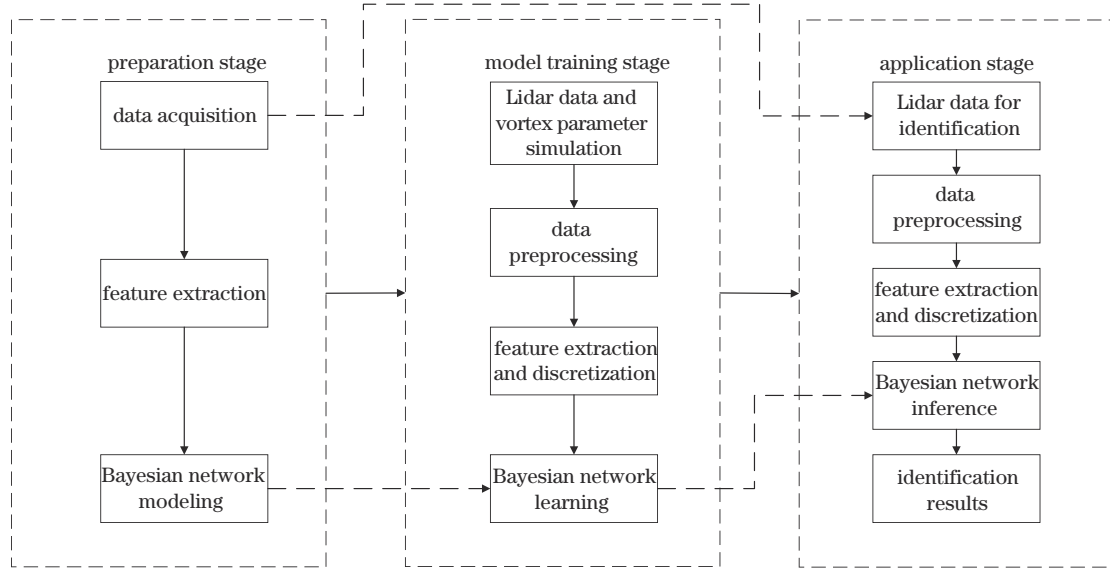 preparation stage
data acquisition
feature extraction
Bayesian network
modeling
model training stage
Lidar data and
vortex parameter
simulation
data
preprocessing
feature extraction
and discretization
Bayesian network
learning
application stage
Lidar data for
identification
data
preprocessing
feature extraction
and discretization
Bayesian network
inference
identification
results